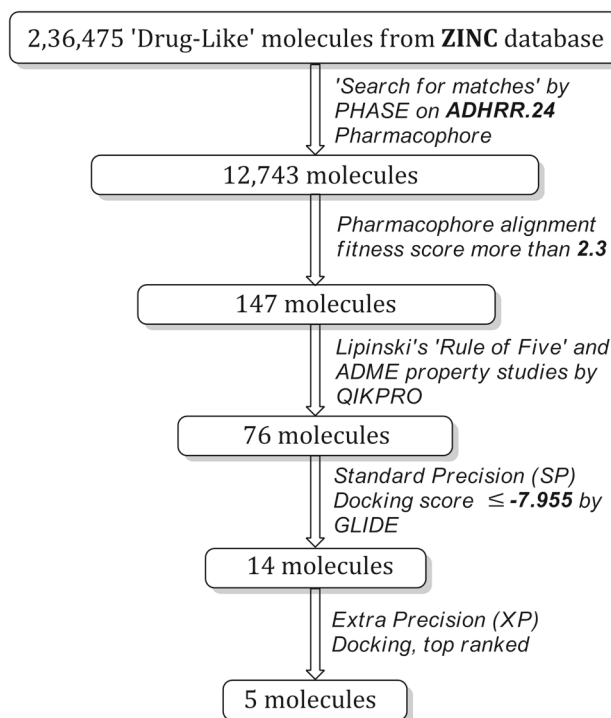 2,36,475 'Drug-Like' molecules from ZINC database
'Search for matches' by
PHASE on ADHRR.24
Pharmacophore
12,743 molecules
Pharmacophore alignment
fitness score more than 2.3
147 molecules
Lipinski's 'Rule of Five' and
ADME property studies by
QIKPRO
76 molecules
Standard Precision (SP)
Docking score ≤ -7.955 by
GLIDE
14 molecules
Extra Precision (XP)
Docking, top ranked
5 molecules